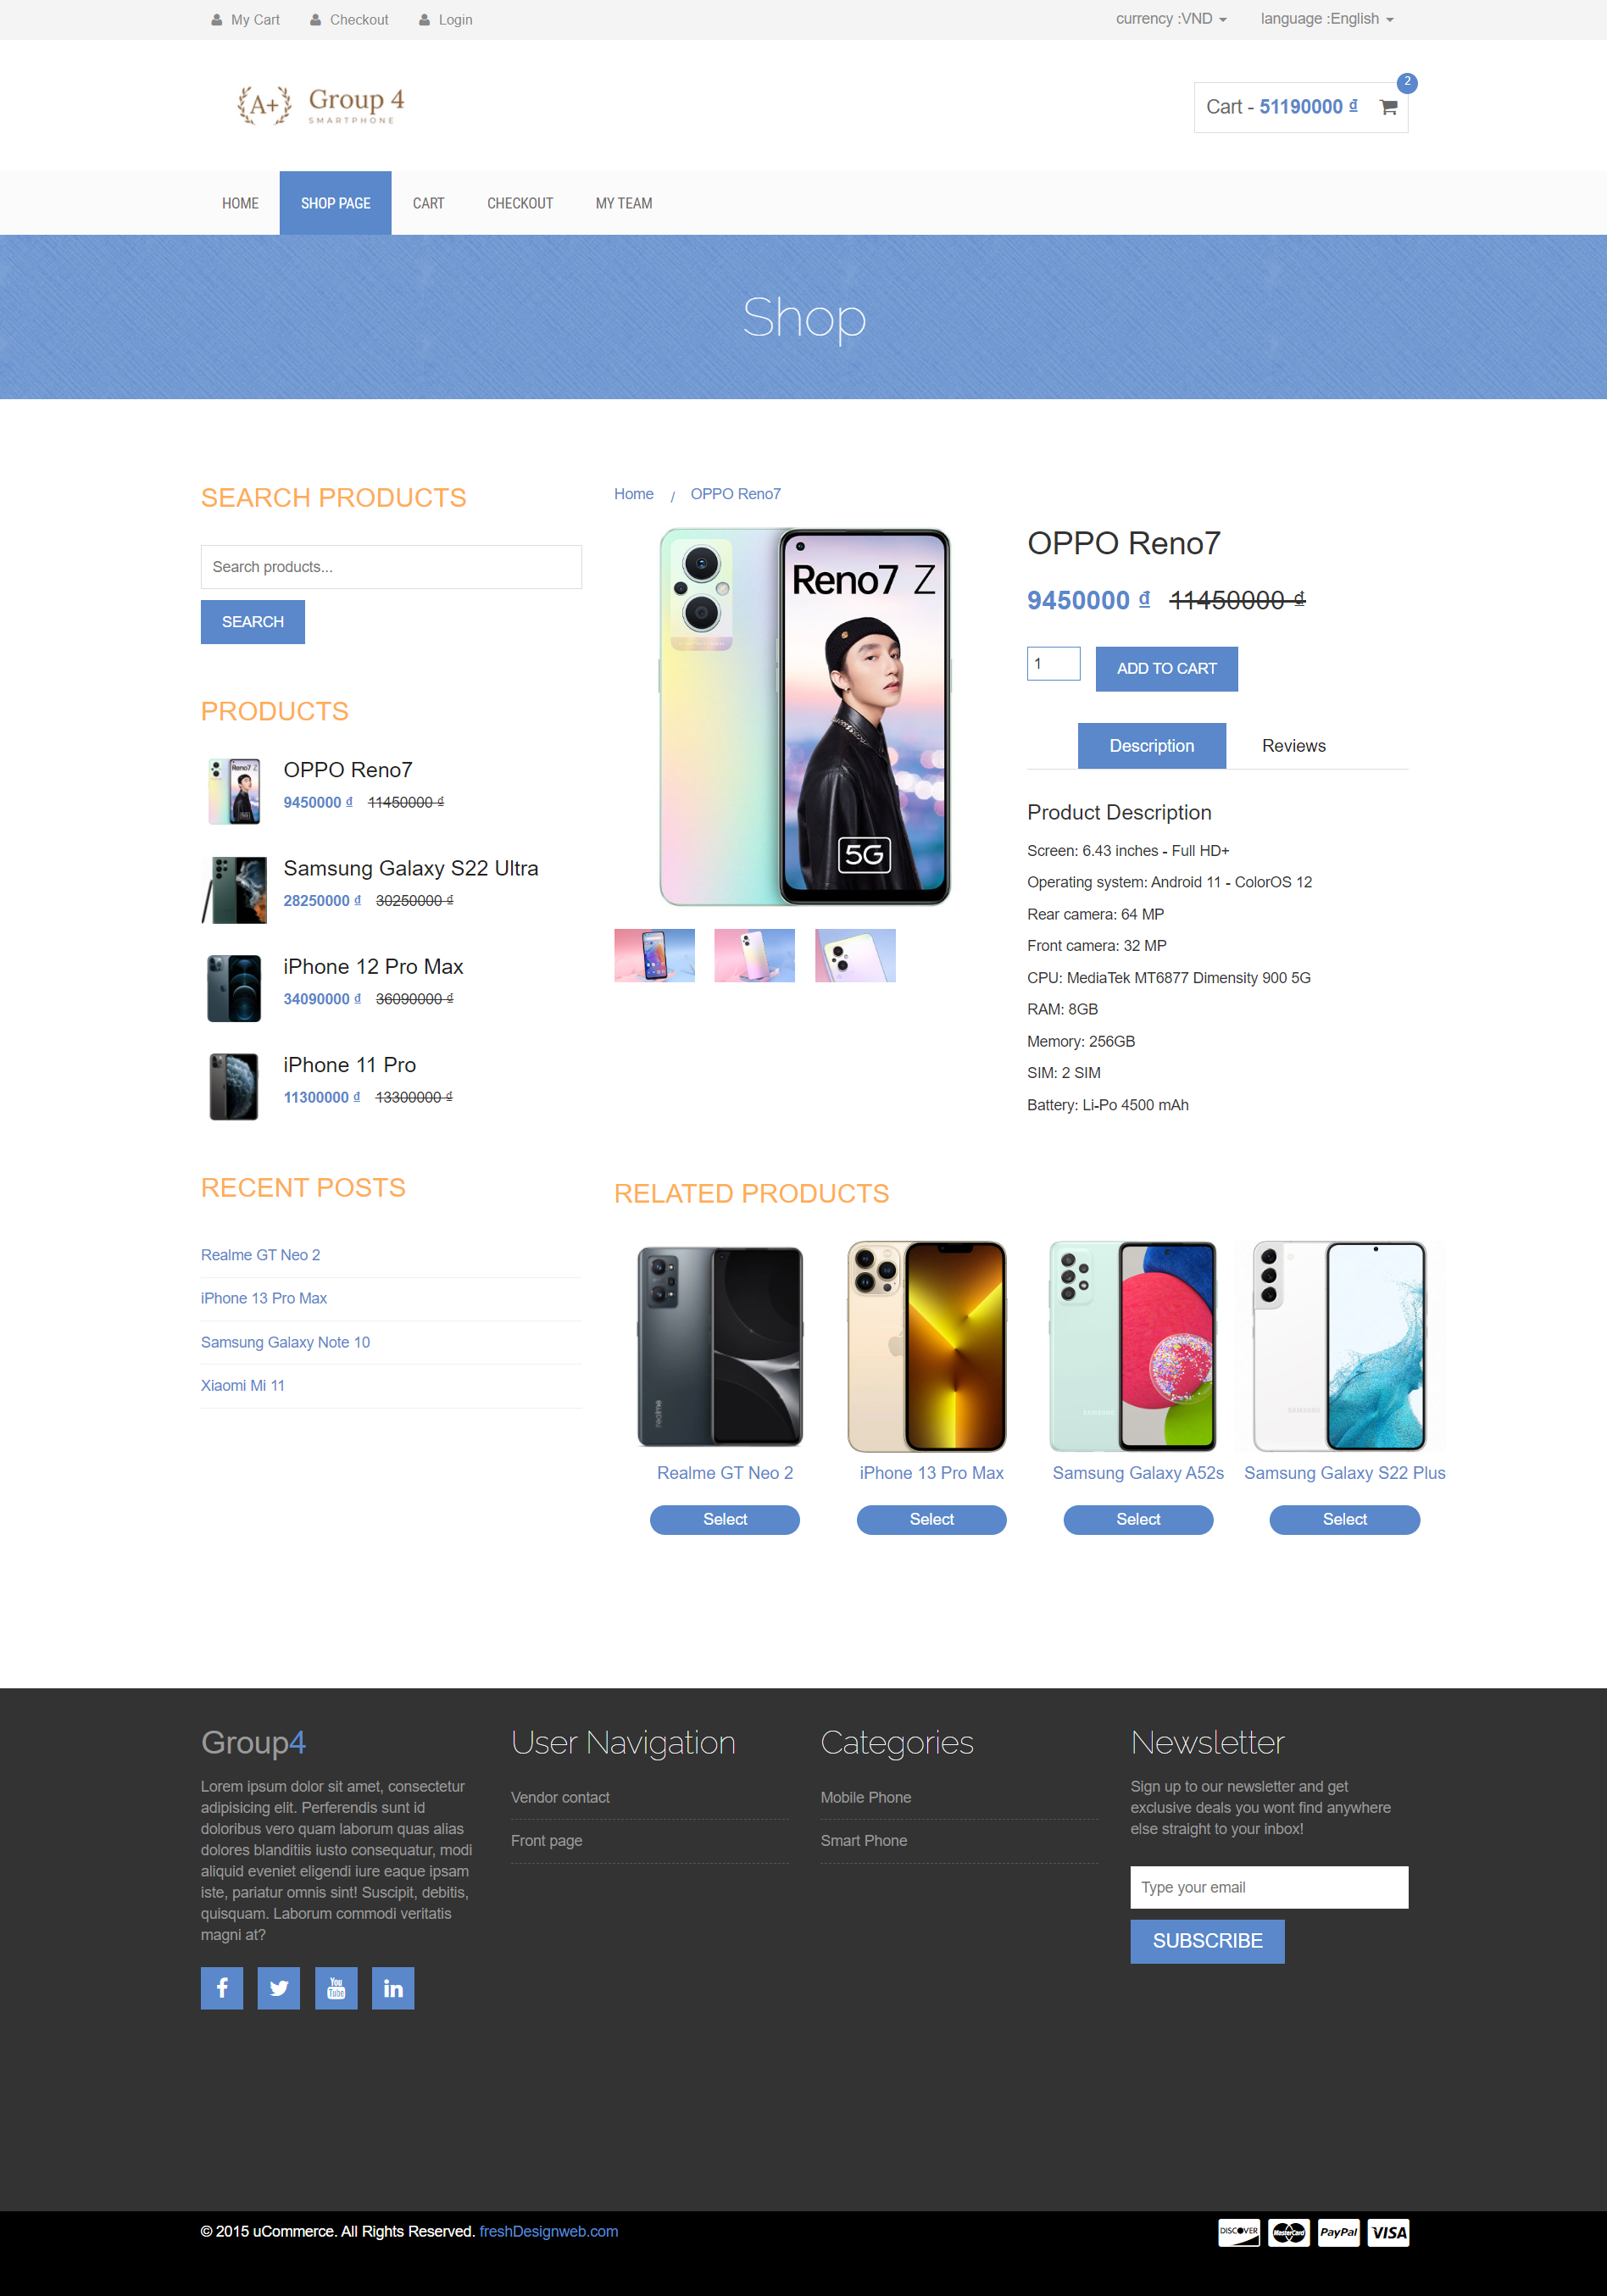 My Cart Checkout Login currency :VND language :English
A+ Group 4
SMARTPHONE
2
Cart - 51190000 ₫
HOME SHOP PAGE CART CHECKOUT MY TEAM
Shop
SEARCH PRODUCTS
Search products...
SEARCH
PRODUCTS
OPPO Reno7
9450000 ₫ 11450000 ₫
Samsung Galaxy S22 Ultra
28250000 ₫ 30250000 ₫
iPhone 12 Pro Max
34090000 ₫ 36090000 ₫
iPhone 11 Pro
11300000 ₫ 13300000 ₫
RECENT POSTS
Realme GT Neo 2
iPhone 13 Pro Max
Samsung Galaxy Note 10
Xiaomi Mi 11
Home / OPPO Reno7
Reno7 Z
5G
OPPO Reno7
9450000 ₫ 11450000 ₫
1
ADD TO CART
Description Reviews
Product Description
Screen: 6.43 inches - Full HD+
Operating system: Android 11 - ColorOS 12
Rear camera: 64 MP
Front camera: 32 MP
CPU: MediaTek MT6877 Dimensity 900 5G
RAM: 8GB
Memory: 256GB
SIM: 2 SIM
Battery: Li-Po 4500 mAh
RELATED PRODUCTS
realme
SAMSUNG
SAMSUNG
Realme GT Neo 2 iPhone 13 Pro Max Samsung Galaxy A52s Samsung Galaxy S22 Plus
Select Select Select Select
Group4
Lorem ipsum dolor sit amet, consectetur
adipisicing elit. Perferendis sunt id
doloribus vero quam laborum quas alias
dolores blanditiis iusto consequatur, modi
aliquid eveniet eligendi iure eaque ipsam
iste, pariatur omnis sint! Suscipit, debitis,
quisquam. Laborum commodi veritatis
magni at?
You
Tube
in
User Navigation
Vendor contact
Front page
Categories
Mobile Phone
Smart Phone
Newsletter
Sign up to our newsletter and get
exclusive deals you wont find anywhere
else straight to your inbox!
Type your email
SUBSCRIBE
© 2015 uCommerce. All Rights Reserved. freshDesignweb.com
DISCOVER MasterCard PayPal VISA